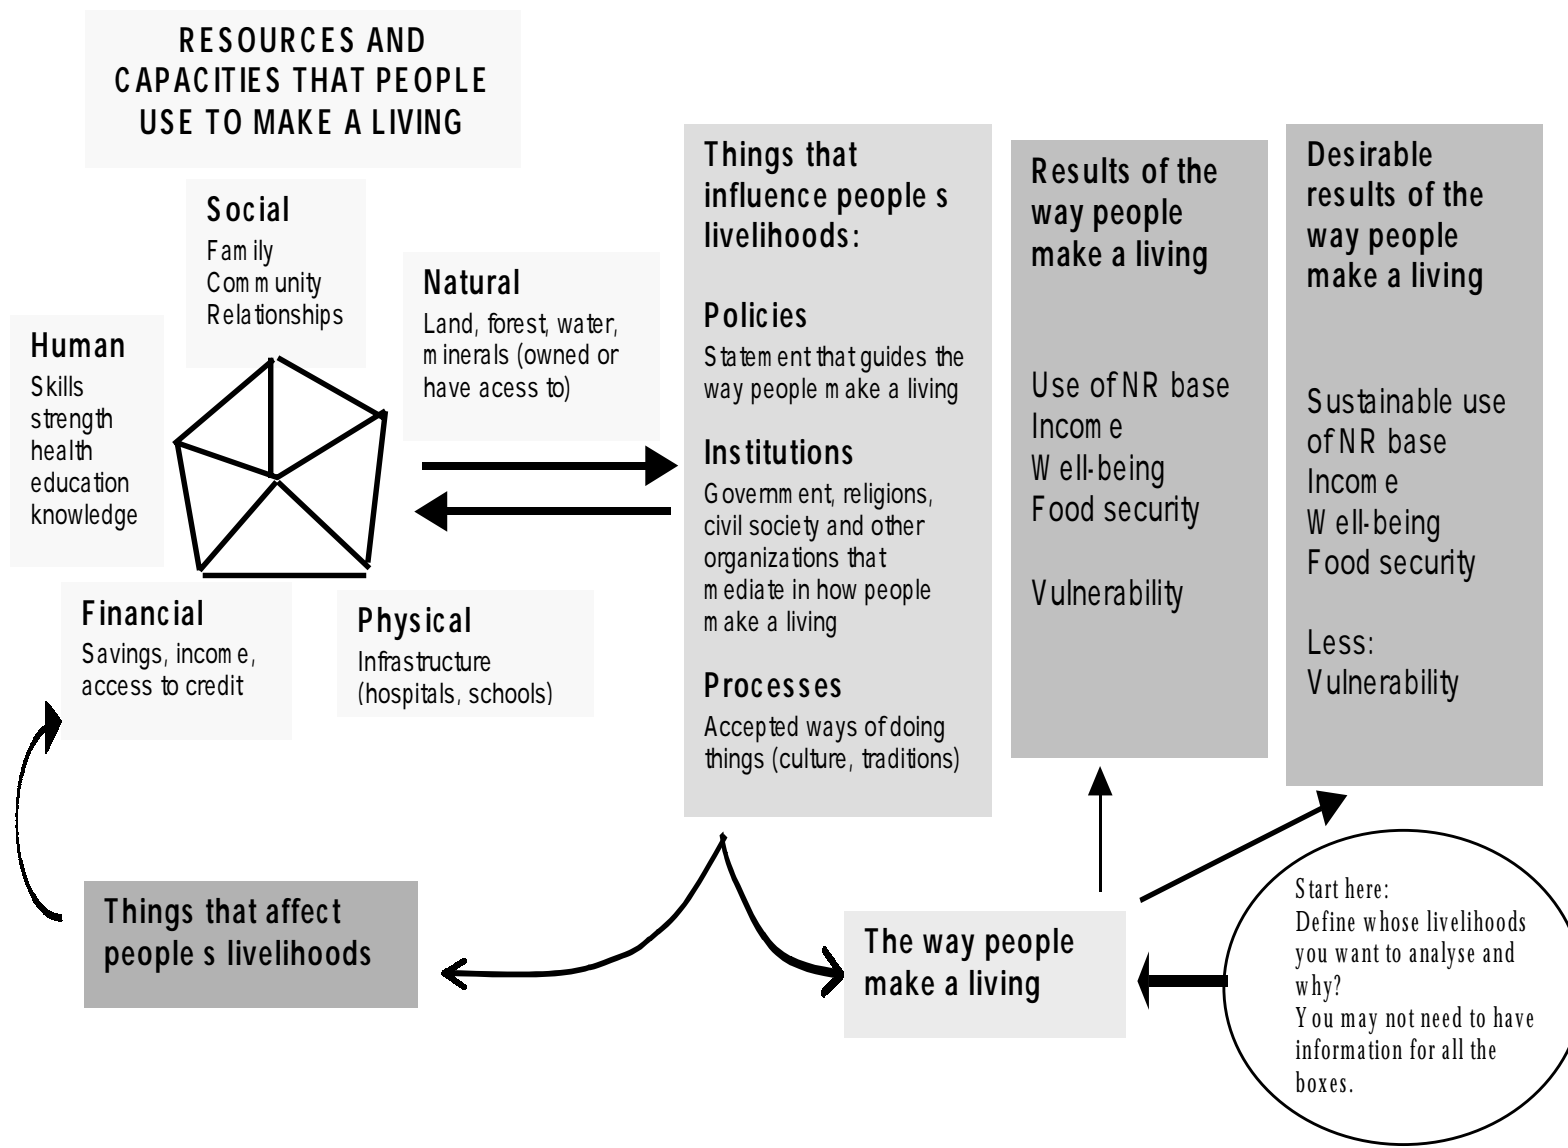 RESOURCES AND
CAPACITIES THAT PEOPLE
USE TO MAKE A LIVING
Social
Family
Community
Relationships
Natural
Land, forest, water,
minerals (owned or
have acess to)
Human
Skills
strength
health
education
knowledge
Financial
Savings, income,
access to credit
Physical
Infrastructure
(hospitals, schools)
Things that
influence people s
livelihoods:
Policies
Statement that guides the
way people make a living
Institutions
Government, religions,
civil society and other
organizations that
mediate in how people
make a living
Processes
Accepted ways of doing
things (culture, traditions)
Results of the
way people
make a living
Use of NR base
Income
Well-being
Food security
Vulnerability
Desirable
results of the
way people
make a living
Sustainable use
of NR base
Income
Well-being
Food security
Less:
Vulnerability
Things that affect
people s livelihoods
The way people
make a living
Start here:
Define whose livelihoods
you want to analyse and
why?
You may not need to have
information for all the
boxes.